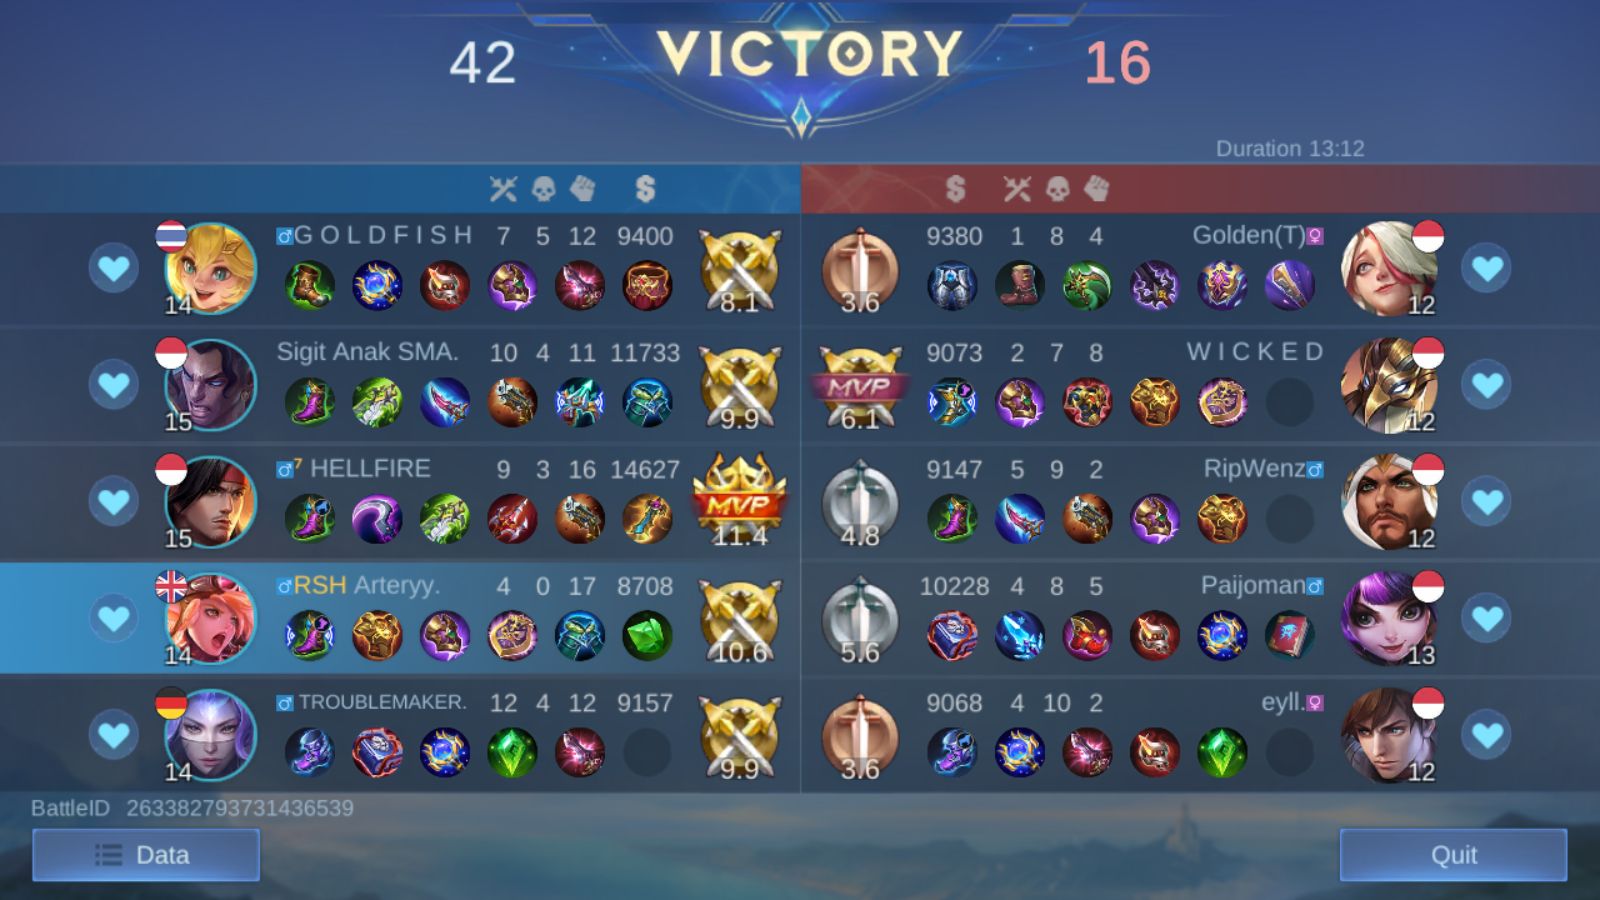 42 VICTORY 16
Duration 13:12
GOLDFISH 7 5 12 9400 14 8.1
3.6 9380 1 8 4 Golden(T) 12
Sigit Anak SMA. 10 4 11 11733 15 9.9
MVP 6.1 9073 2 7 8 WICKED 12
7 HELLFIRE 9 3 16 14627 15 MVP 11.4
4.8 9147 5 9 2 RipWenz 12
RSH Arteryy. 4 0 17 8708 14 10.6
5.6 10228 4 8 5 Paijoman 13
TROUBLEMAKER. 12 4 12 9157 14 9.9
3.6 9068 4 10 2 eyll. 12
BattleID 263382793731436539
Data
Quit